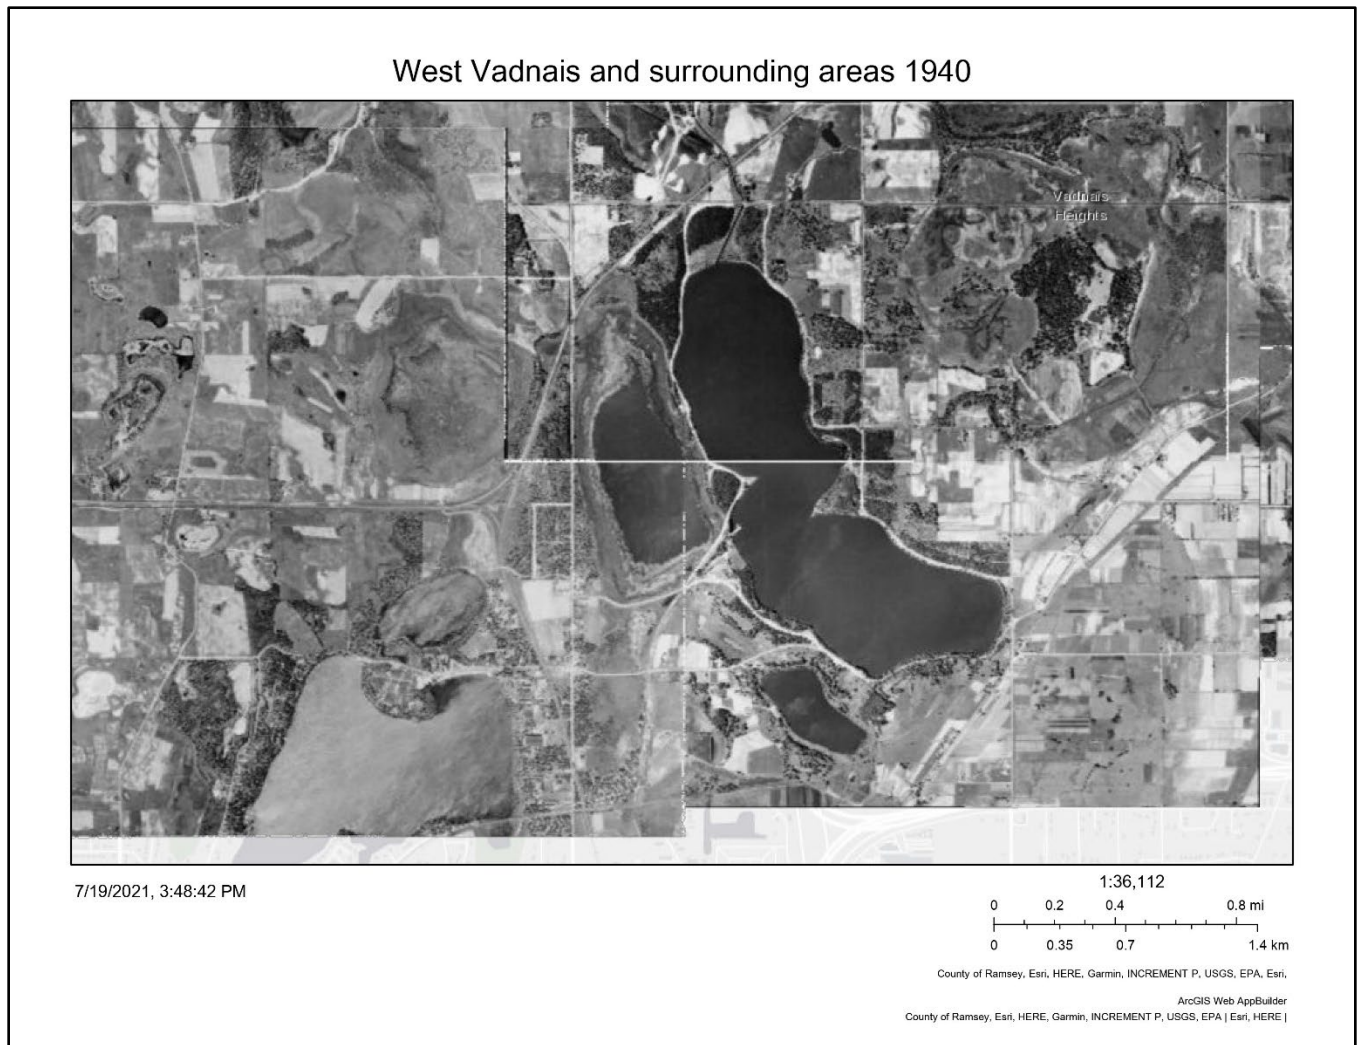 West Vadnais and surrounding areas 1940
Vadnais
Heights
7/19/2021, 3:48:42 PM
1:36,112
0 0.2 0.4 0.8 mi
0 0.35 0.7 1.4 km
County of Ramsey, Esri, HERE, Garmin, INCREMENT P, USGS, EPA, Esri,
ArcGIS Web AppBuilder
County of Ramsey, Esri, HERE, Garmin, INCREMENT P, USGS, EPA | Esri, HERE |